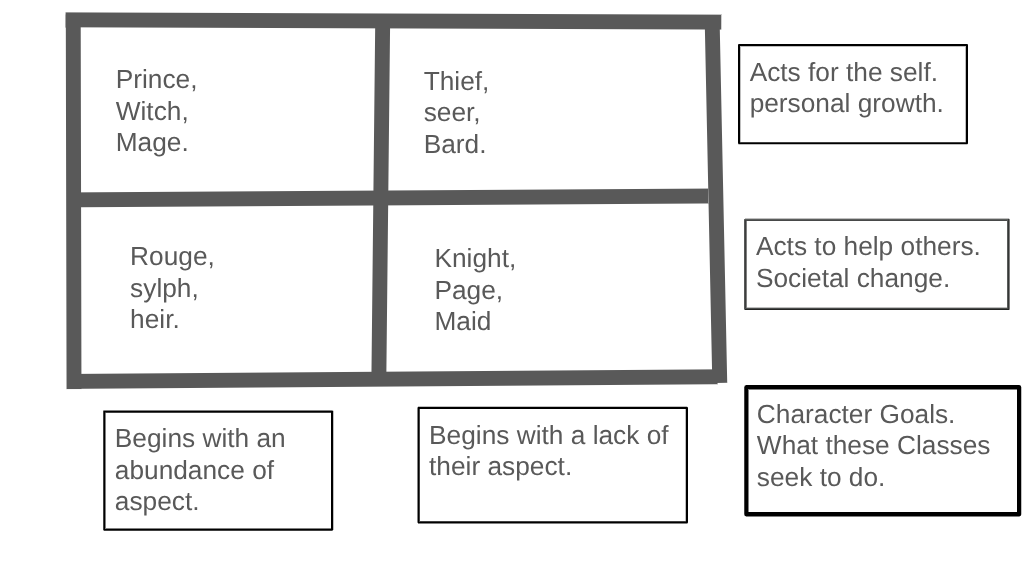 Prince,
Witch,
Mage.
Thief,
seer,
Bard.
Acts for the self.
personal growth.
Rouge,
sylph,
heir.
Knight,
Page,
Maid
Acts to help others.
Societal change.
Begins with an
abundance of
aspect.
Begins with a lack of
their aspect.
Character Goals.
What these Classes
seek to do.